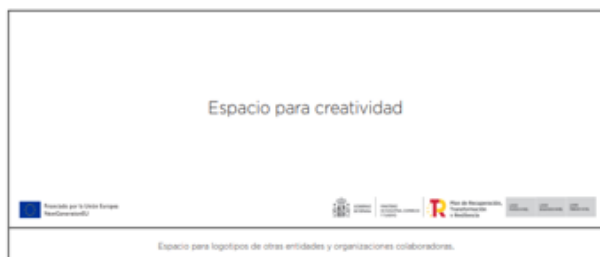 Espacio para creatividad
Financiado por la Unión Europea
NextGenerationEU
Plan de Recuperación,
Transformación
y Resiliencia
Espacio para logotipos de otras entidades y organizaciones colaboradoras.